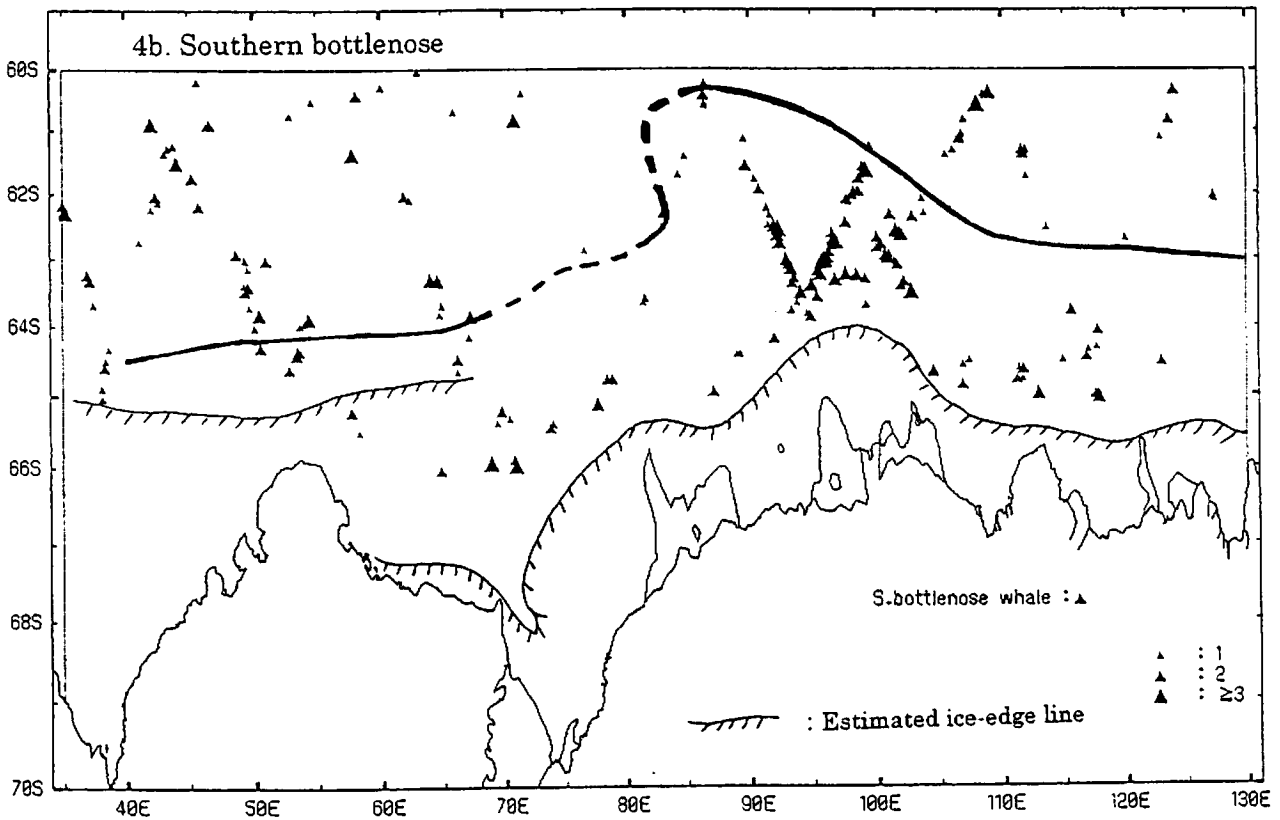 4b. Southern bottlenose
60S
62S
64S
66S
68S
70S
S.bottlenose whale :
: 1
: 2
: ≥3
: Estimated ice-edge line
40E 50E 60E 70E 80E 90E 100E 110E 120E 130E